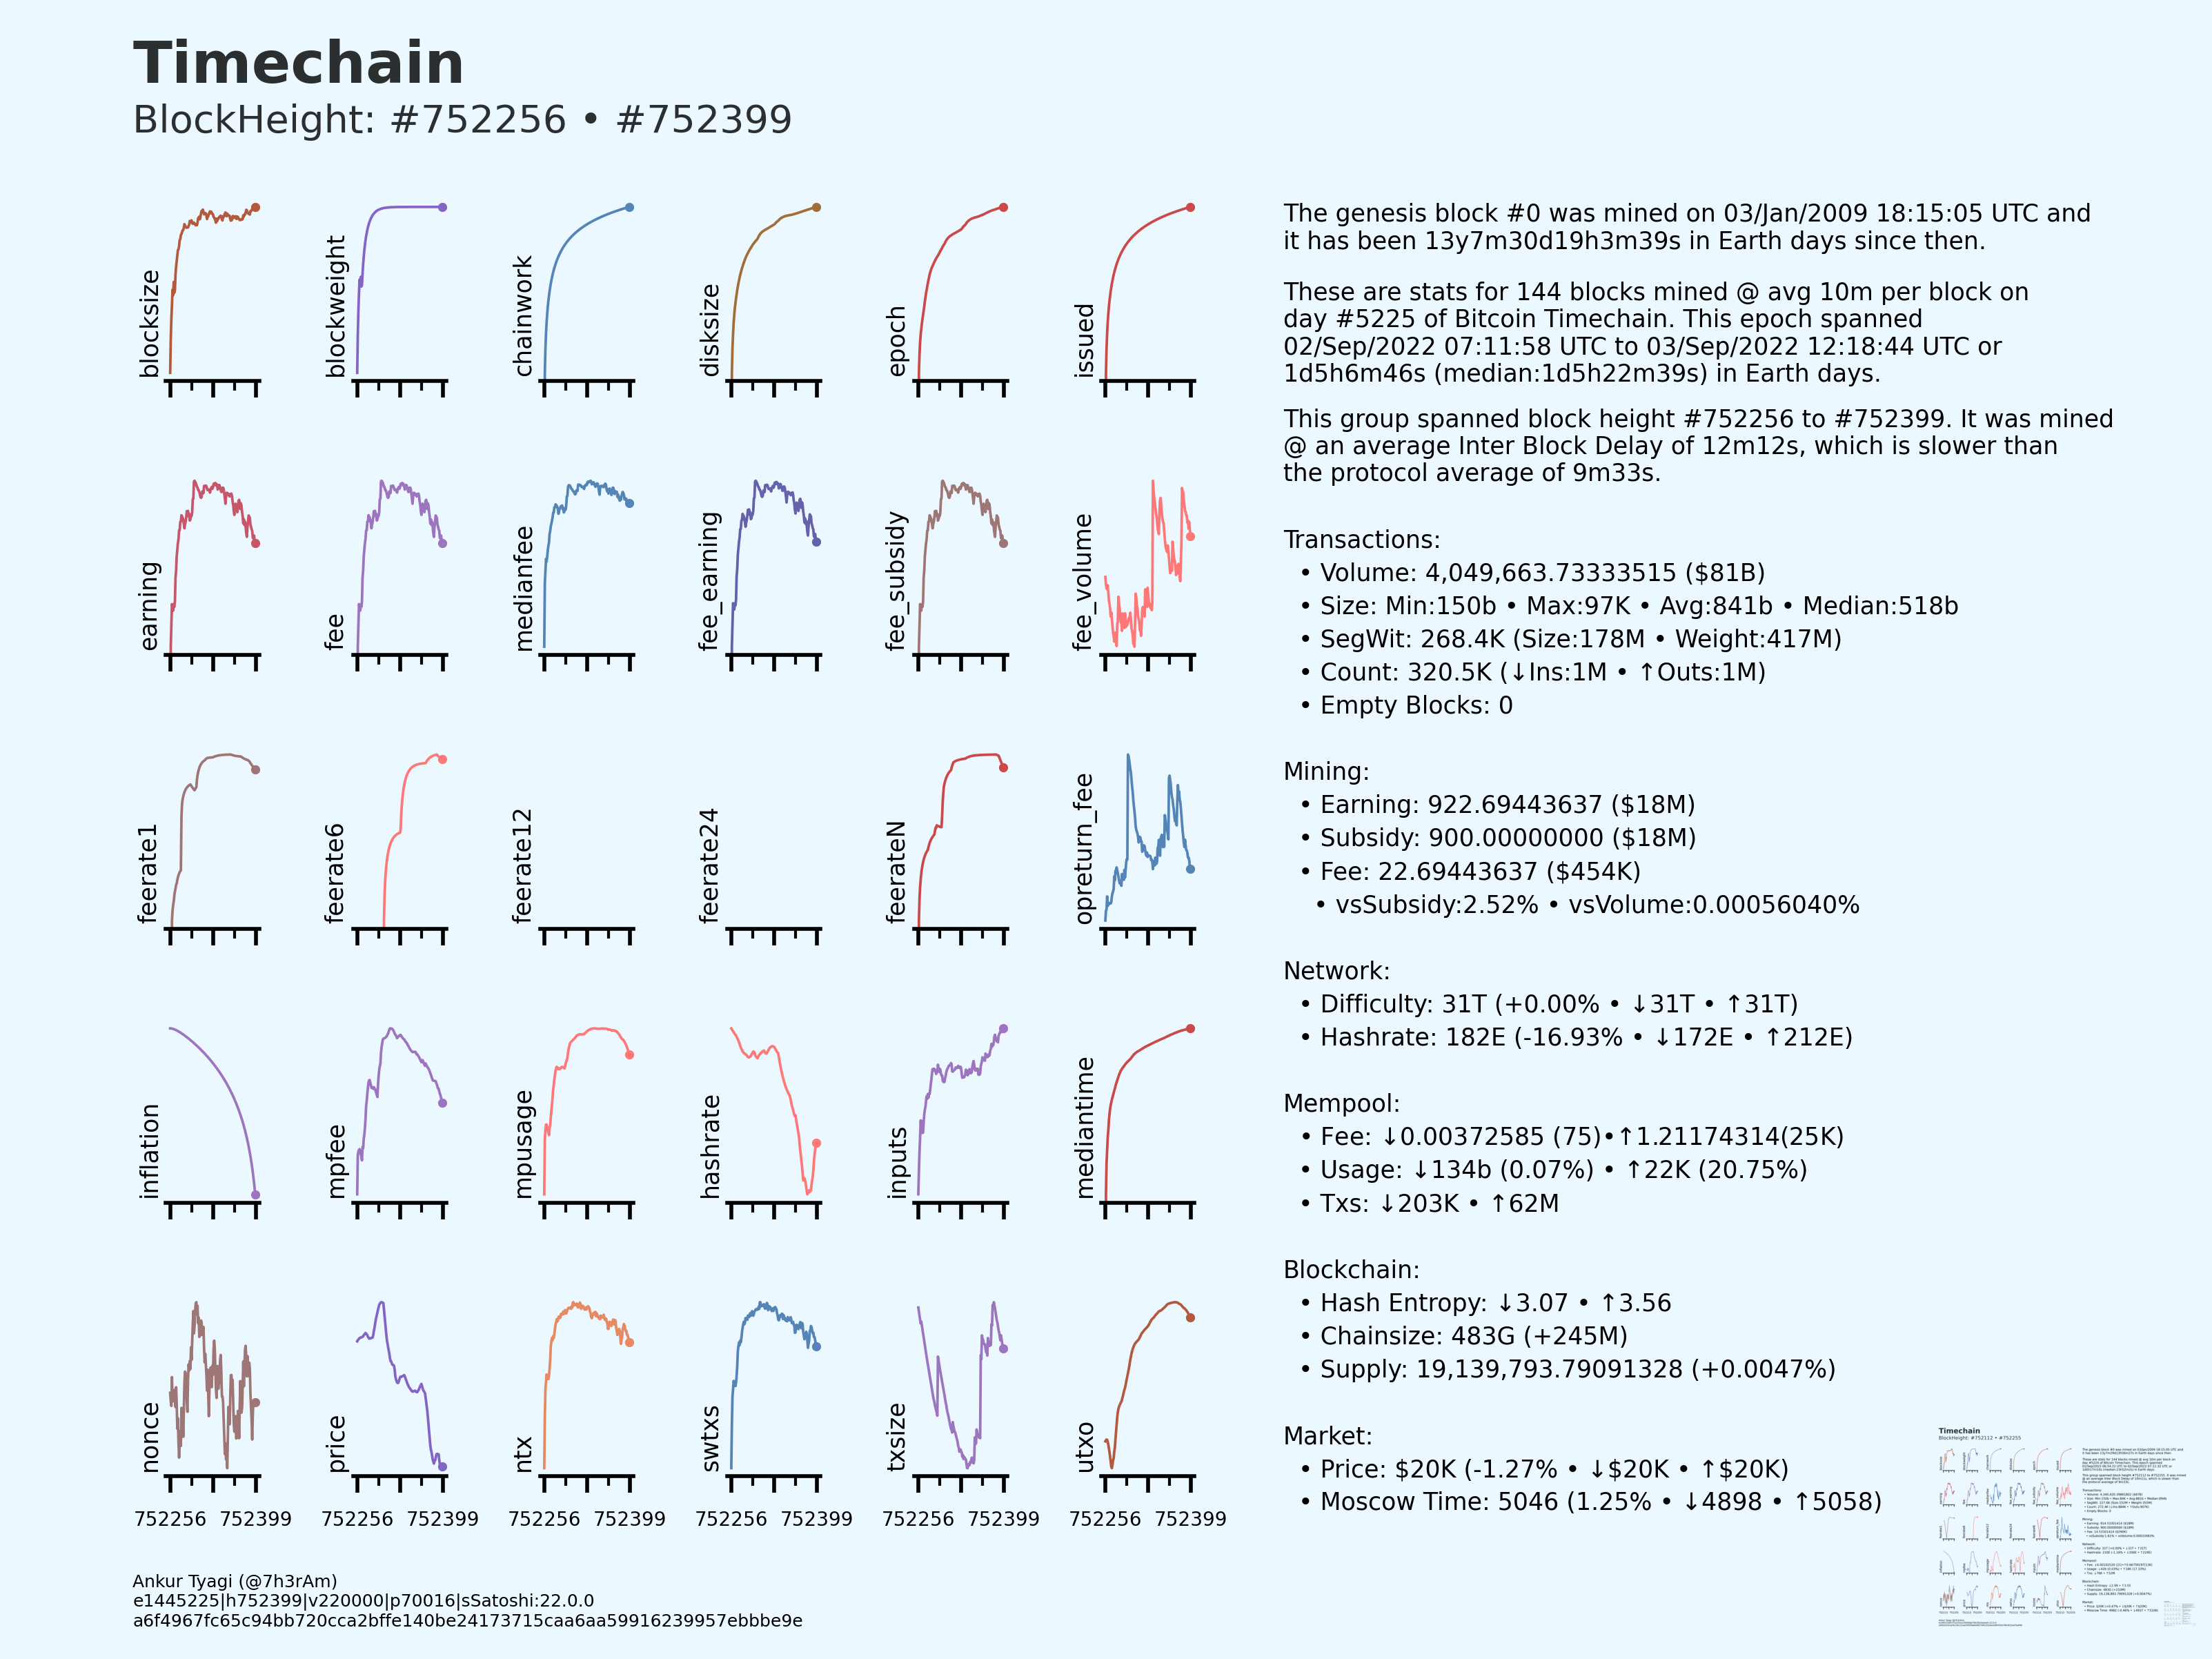 Timechain
BlockHeight: #752256 • #752399
blocksize
blockweight
chainwork
disksize
epoch
issued
earning
fee
medianfee
fee_earning
fee_subsidy
fee_volume
feerate1
feerate6
feerate12
feerate24
feerateN
opreturn_fee
inflation
mpfee
mpusage
hashrate
inputs
mediantime
nonce
price
ntx
swtxs
txsize
utxo
752256 752399 752256 752399 752256 752399 752256 752399 752256 752399 752256 752399
The genesis block #0 was mined on 03/Jan/2009 18:15:05 UTC and
it has been 13y7m30d19h3m39s in Earth days since then.
These are stats for 144 blocks mined @ avg 10m per block on
day #5225 of Bitcoin Timechain. This epoch spanned
02/Sep/2022 07:11:58 UTC to 03/Sep/2022 12:18:44 UTC or
1d5h6m46s (median:1d5h22m39s) in Earth days.
This group spanned block height #752256 to #752399. It was mined
@ an average Inter Block Delay of 12m12s, which is slower than
the protocol average of 9m33s.
Transactions:
• Volume: 4,049,663.73333515 ($81B)
• Size: Min:150b • Max:97K • Avg:841b • Median:518b
• SegWit: 268.4K (Size:178M • Weight:417M)
• Count: 320.5K (↓Ins:1M • ↑Outs:1M)
• Empty Blocks: 0
Mining:
• Earning: 922.69443637 ($18M)
• Subsidy: 900.00000000 ($18M)
• Fee: 22.69443637 ($454K)
• vsSubsidy:2.52% • vsVolume:0.00056040%
Network:
• Difficulty: 31T (+0.00% • ↓31T • ↑31T)
• Hashrate: 182E (-16.93% • ↓172E • ↑212E)
Mempool:
• Fee: ↓0.00372585 (75)•↑1.21174314(25K)
• Usage: ↓134b (0.07%) • ↑22K (20.75%)
• Txs: ↓203K • ↑62M
Blockchain:
• Hash Entropy: ↓3.07 • ↑3.56
• Chainsize: 483G (+245M)
• Supply: 19,139,793.79091328 (+0.0047%)
Market:
• Price: $20K (-1.27% • ↓$20K • ↑$20K)
• Moscow Time: 5046 (1.25% • ↓4898 • ↑5058)
Ankur Tyagi (@7h3rAm)
e1445225|h752399|v220000|p70016|sSatoshi:22.0.0
a6f4967fc65c94bb720cca2bffe140be24173715caa6aa59916239957ebbbe9e
Timechain
BlockHeight: #752112 • #752255